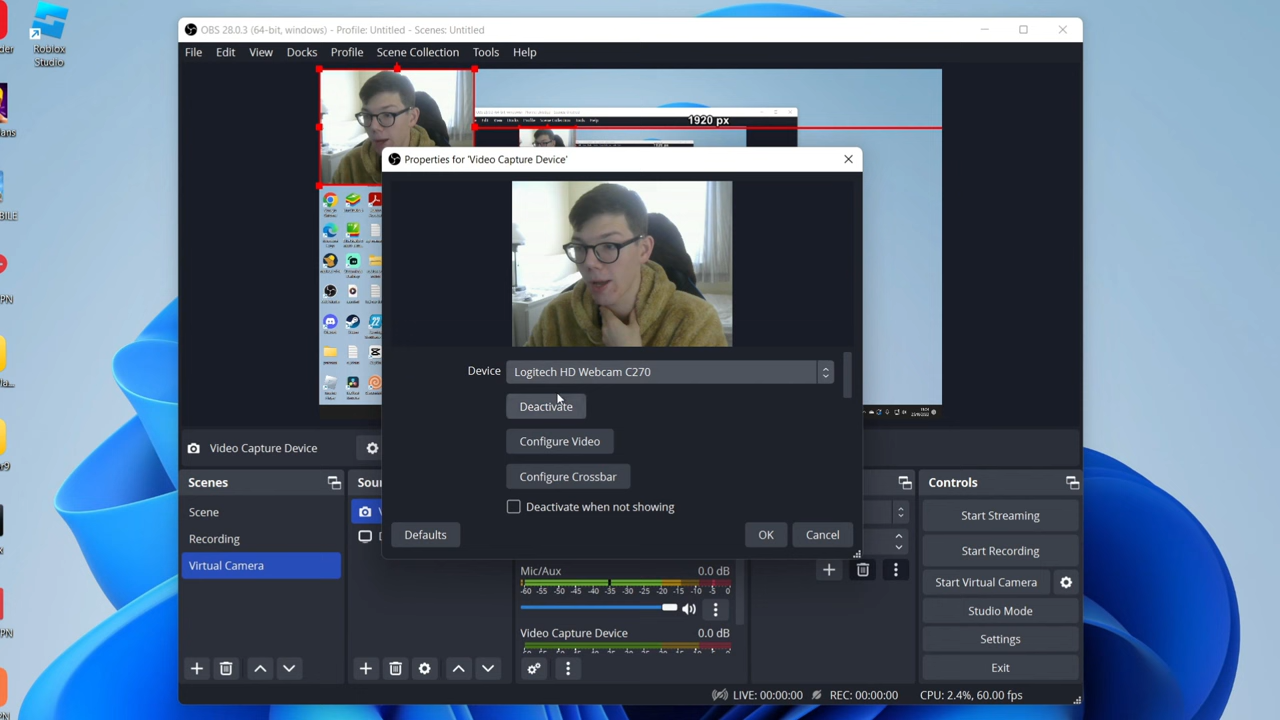 Roblox
Studio
OBS 28.0.3 (64-bit, windows) - Profile: Untitled - Scenes: Untitled
File Edit View Docks Profile Scene Collection Tools Help
1920 px
Properties for 'Video Capture Device'
Device Logitech HD Webcam C270
Deactivate
Configure Video
Configure Crossbar
Deactivate when not showing
Defaults OK Cancel
Video Capture Device
Scenes
Scene
Recording
Virtual Camera
Sour
Mic/Aux 0.0 dB
-60 -55 -50 -45 -40 -35 -30 -25 -20 -15 -10 -5 0
Video Capture Device 0.0 dB
Controls
Start Streaming
Start Recording
Start Virtual Camera
Studio Mode
Settings
Exit
LIVE: 00:00:00 REC: 00:00:00 CPU: 2.4%, 60.00 fps